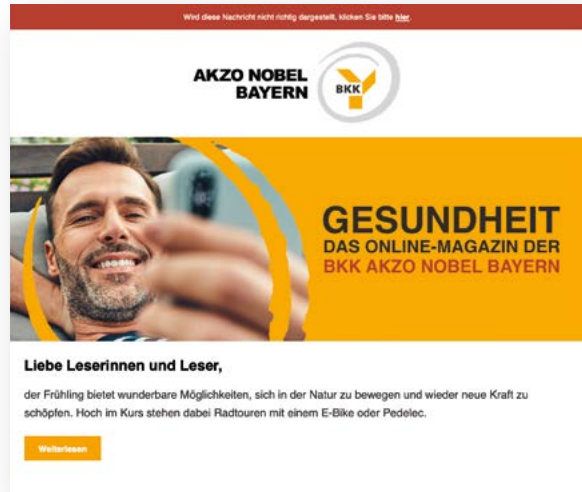 Wird diese Nachricht nicht richtig dargestellt, klicken Sie bitte hier.
AKZO NOBEL
BAYERN
BKK
GESUNDHEIT
DAS ONLINE-MAGAZIN DER
BKK AKZO NOBEL BAYERN
Liebe Leserinnen und Leser,
der Frühling bietet wunderbare Möglichkeiten, sich in der Natur zu bewegen und wieder neue Kraft zu
schöpfen. Hoch im Kurs stehen dabei Radtouren mit einem E-Bike oder Pedelec.
Weiterlesen